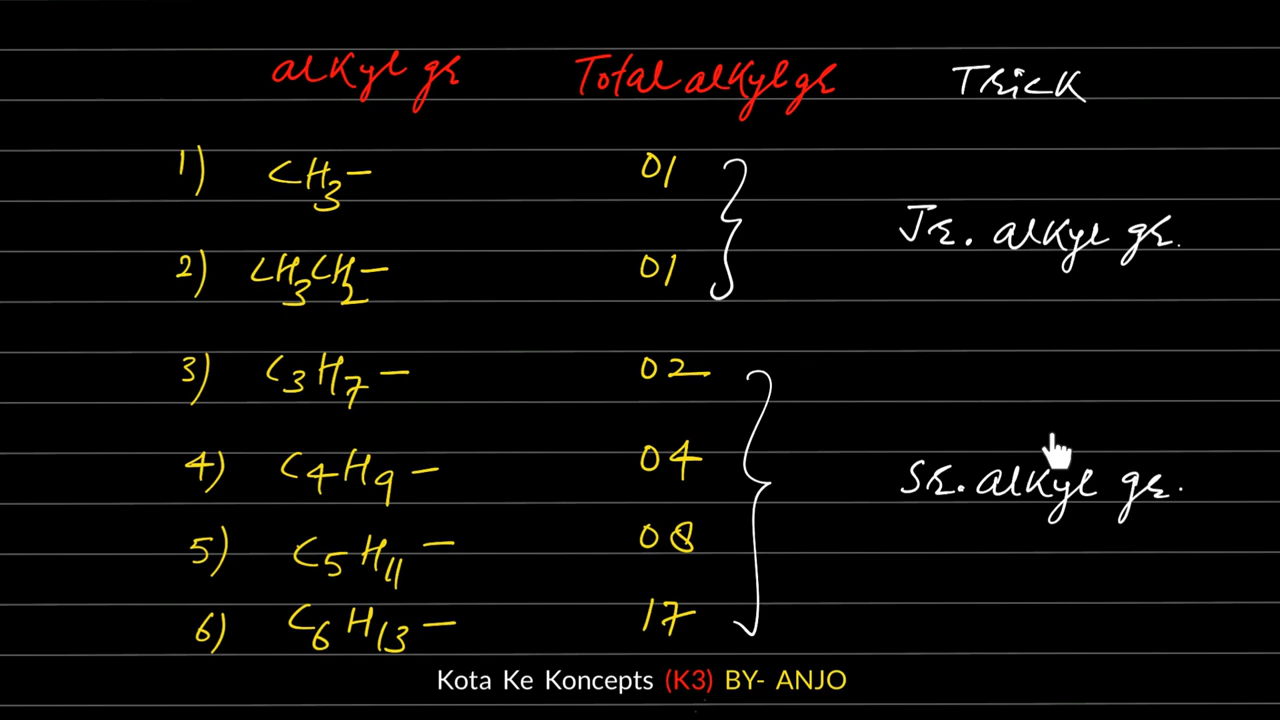 alkyl gr Total alkyl gr Trick
1) CH3– 01
Jr. alkyl gr.
2) CH3CH2– 01
3) C3H7– 02
4) C4H9– 04
Sr. alkyl gr.
5) C5H11– 08
6) C6H13– 17
Kota Ke Koncepts (K3) BY- ANJO